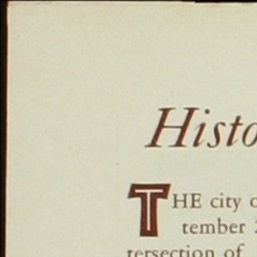 Histo
THE city o
tember 2
tersection of